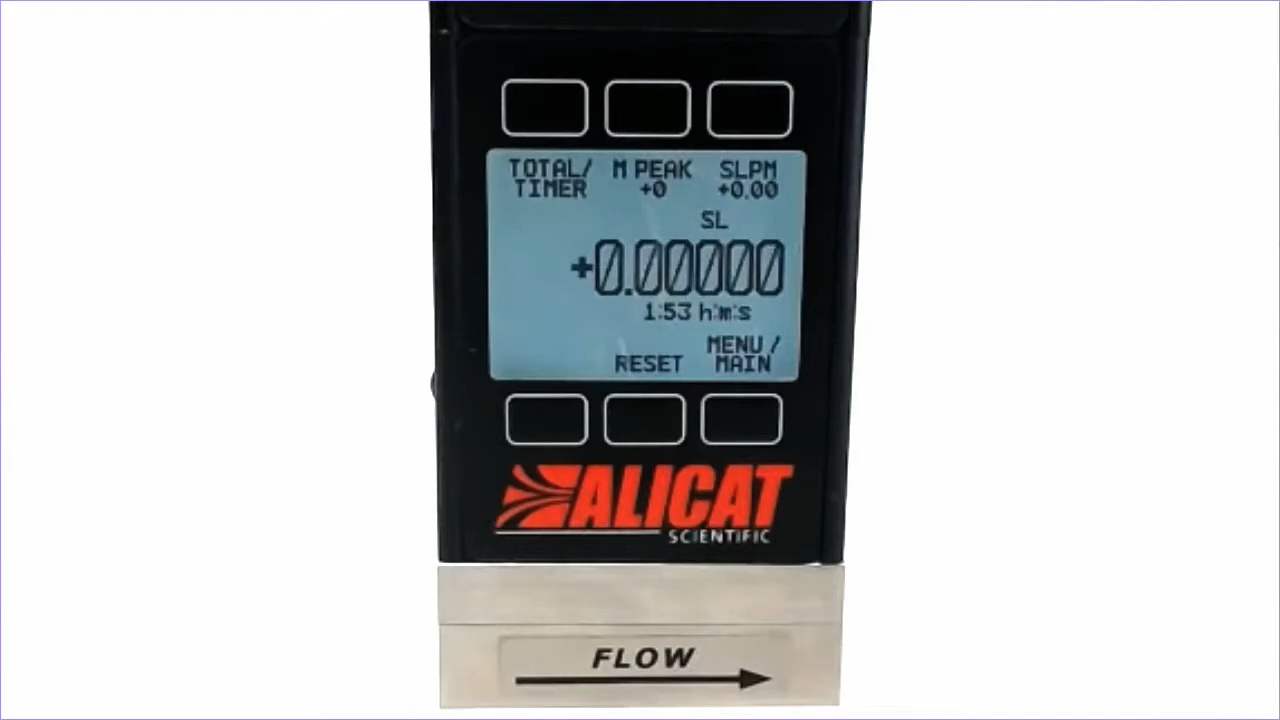 TOTAL/ M PEAK SLPM
TIMER +0 +0.00
SL
+0.00000
1:53 h:m:s
MENU /
RESET MAIN
ALICAT
SCIENTIFIC
FLOW